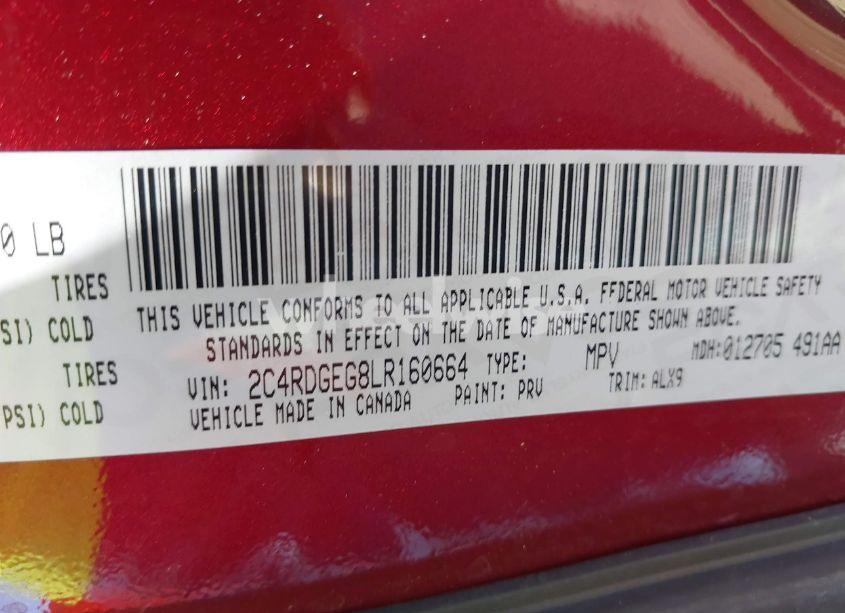 0 LB
TIRES
SI) COLD
TIRES
PSI) COLD
THIS VEHICLE CONFORMS TO ALL APPLICABLE U.S.A. FFDERAL MOTOR VEHICLE SAFETY
STANDARDS IN EFFECT ON THE DATE OF MANUFACTURE SHOWN ABOVE.
VIN: 2C4RDGEG8LR160664 TYPE: MPV MDH:012705 491AA
VEHICLE MADE IN CANADA PAINT: PRV TRIM: ALX9